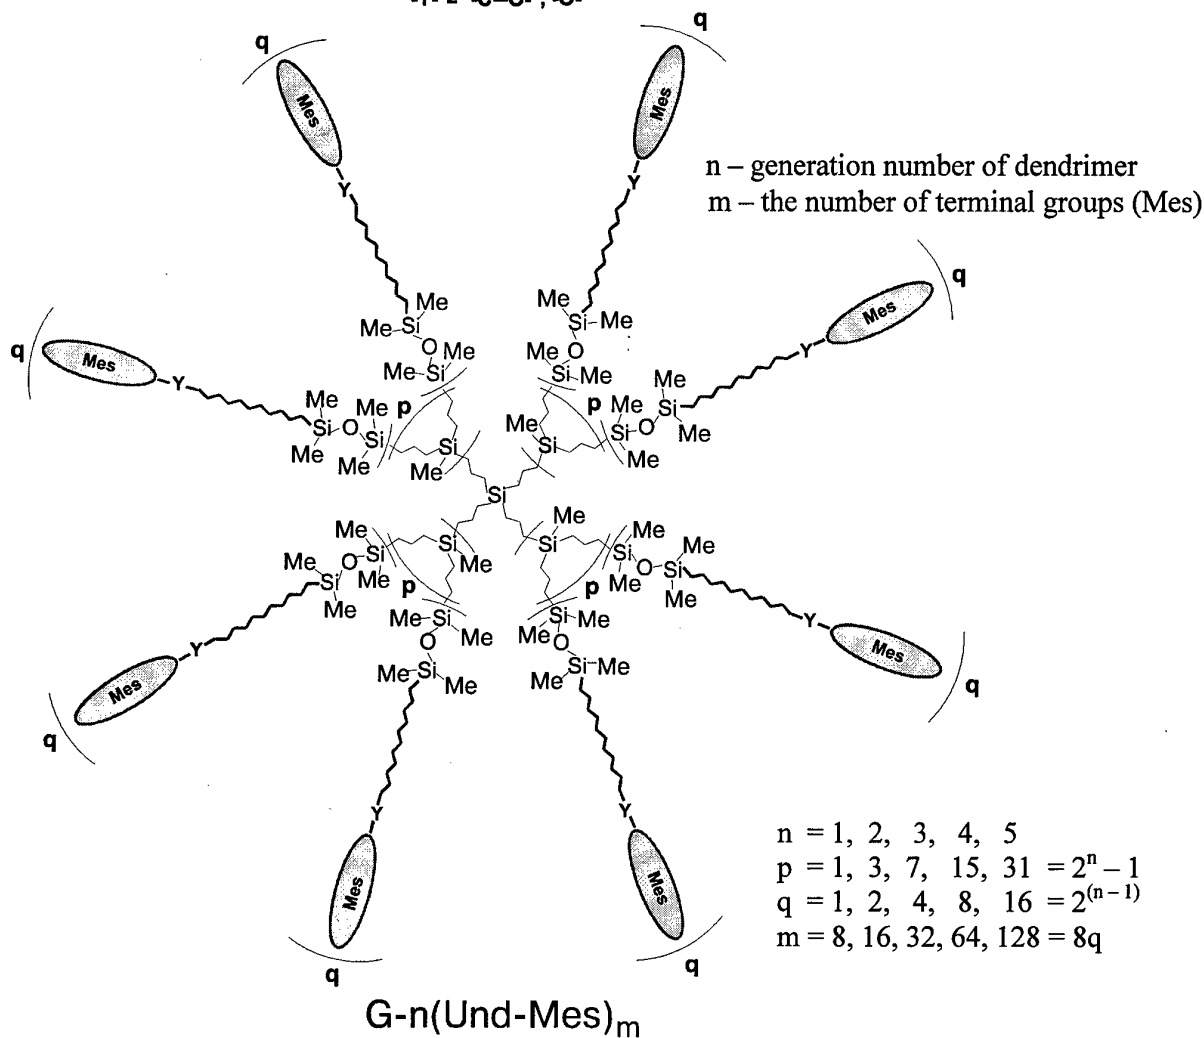 q
q
Mes
Mes
n – generation number of dendrimer
Y
Y
m – the number of terminal groups (Mes)
q
Me
Me
Mes
Me Si
Si Me
O
O
Y
q
Mes
Me
Me
Me Si
Si Me
Y
Me
Me
p
p
Me
Me
Si O Si
Si O Si
Me
Me
Me
Me
Me
Si
Me
Si
Me
Si
Me
Me
Me
Me
Si O Si
Si
Me
Si
Si O Si
Me
Me
Me
Me
Me
Me
p
p
Me Si Me
Si Me
Me
O
O
Y
Y
Me Si
Si Me
Me
Me
Mes
Mes
q
q
Y
Y
Mes
Mes
q
q
n = 1, 2, 3, 4, 5
p = 1, 3, 7, 15, 31 = 2ⁿ – 1
q = 1, 2, 4, 8, 16 = 2⁽ⁿ ⁻ ¹⁾
m = 8, 16, 32, 64, 128 = 8q
G-n(Und-Mes)ₘ